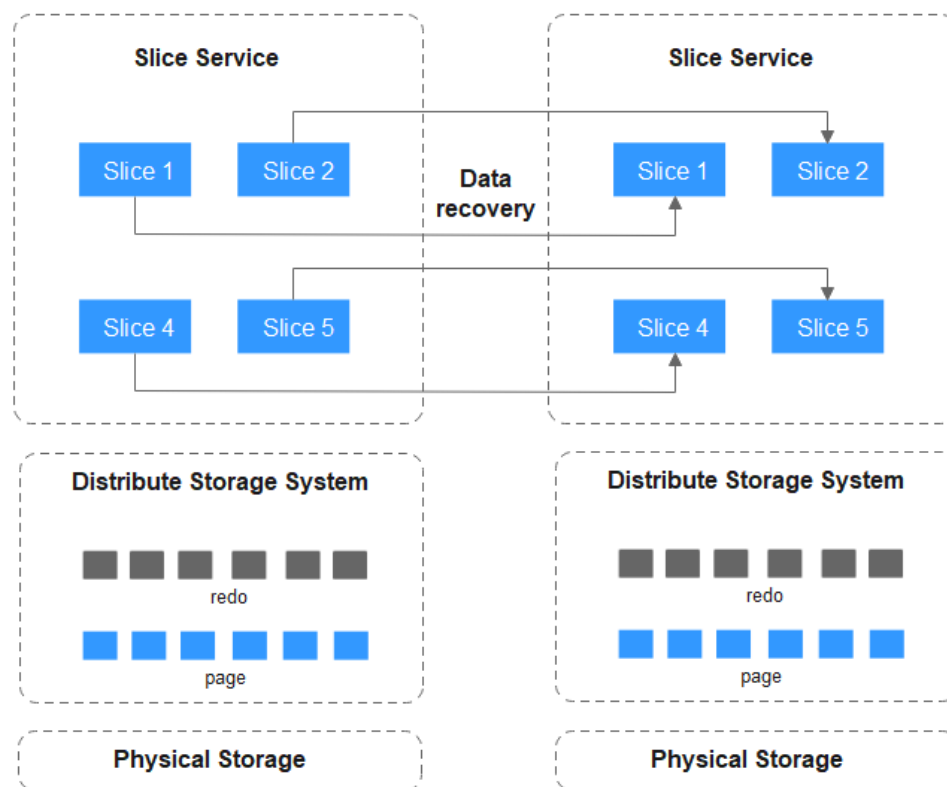 Slice Service
Slice Service
Slice 1
Slice 2
Data
recovery
Slice 1
Slice 2
Slice 4
Slice 5
Slice 4
Slice 5
Distribute Storage System
Distribute Storage System
redo
redo
page
page
Physical Storage
Physical Storage